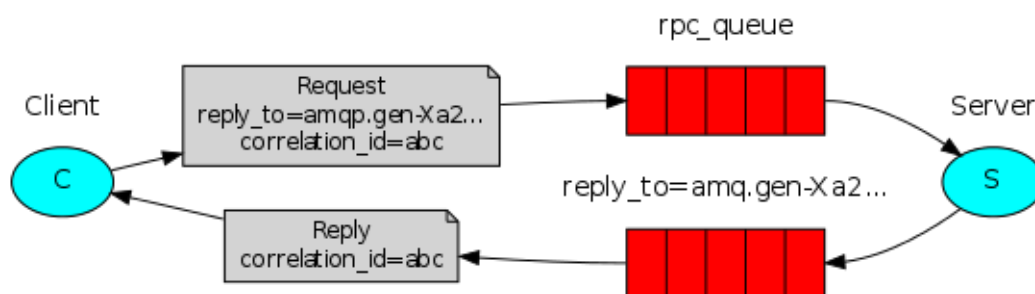 rpc_queue
Client
Request
reply_to=amqp.gen-Xa2...
correlation_id=abc
Server
C
S
reply_to=amq.gen-Xa2...
Reply
correlation_id=abc